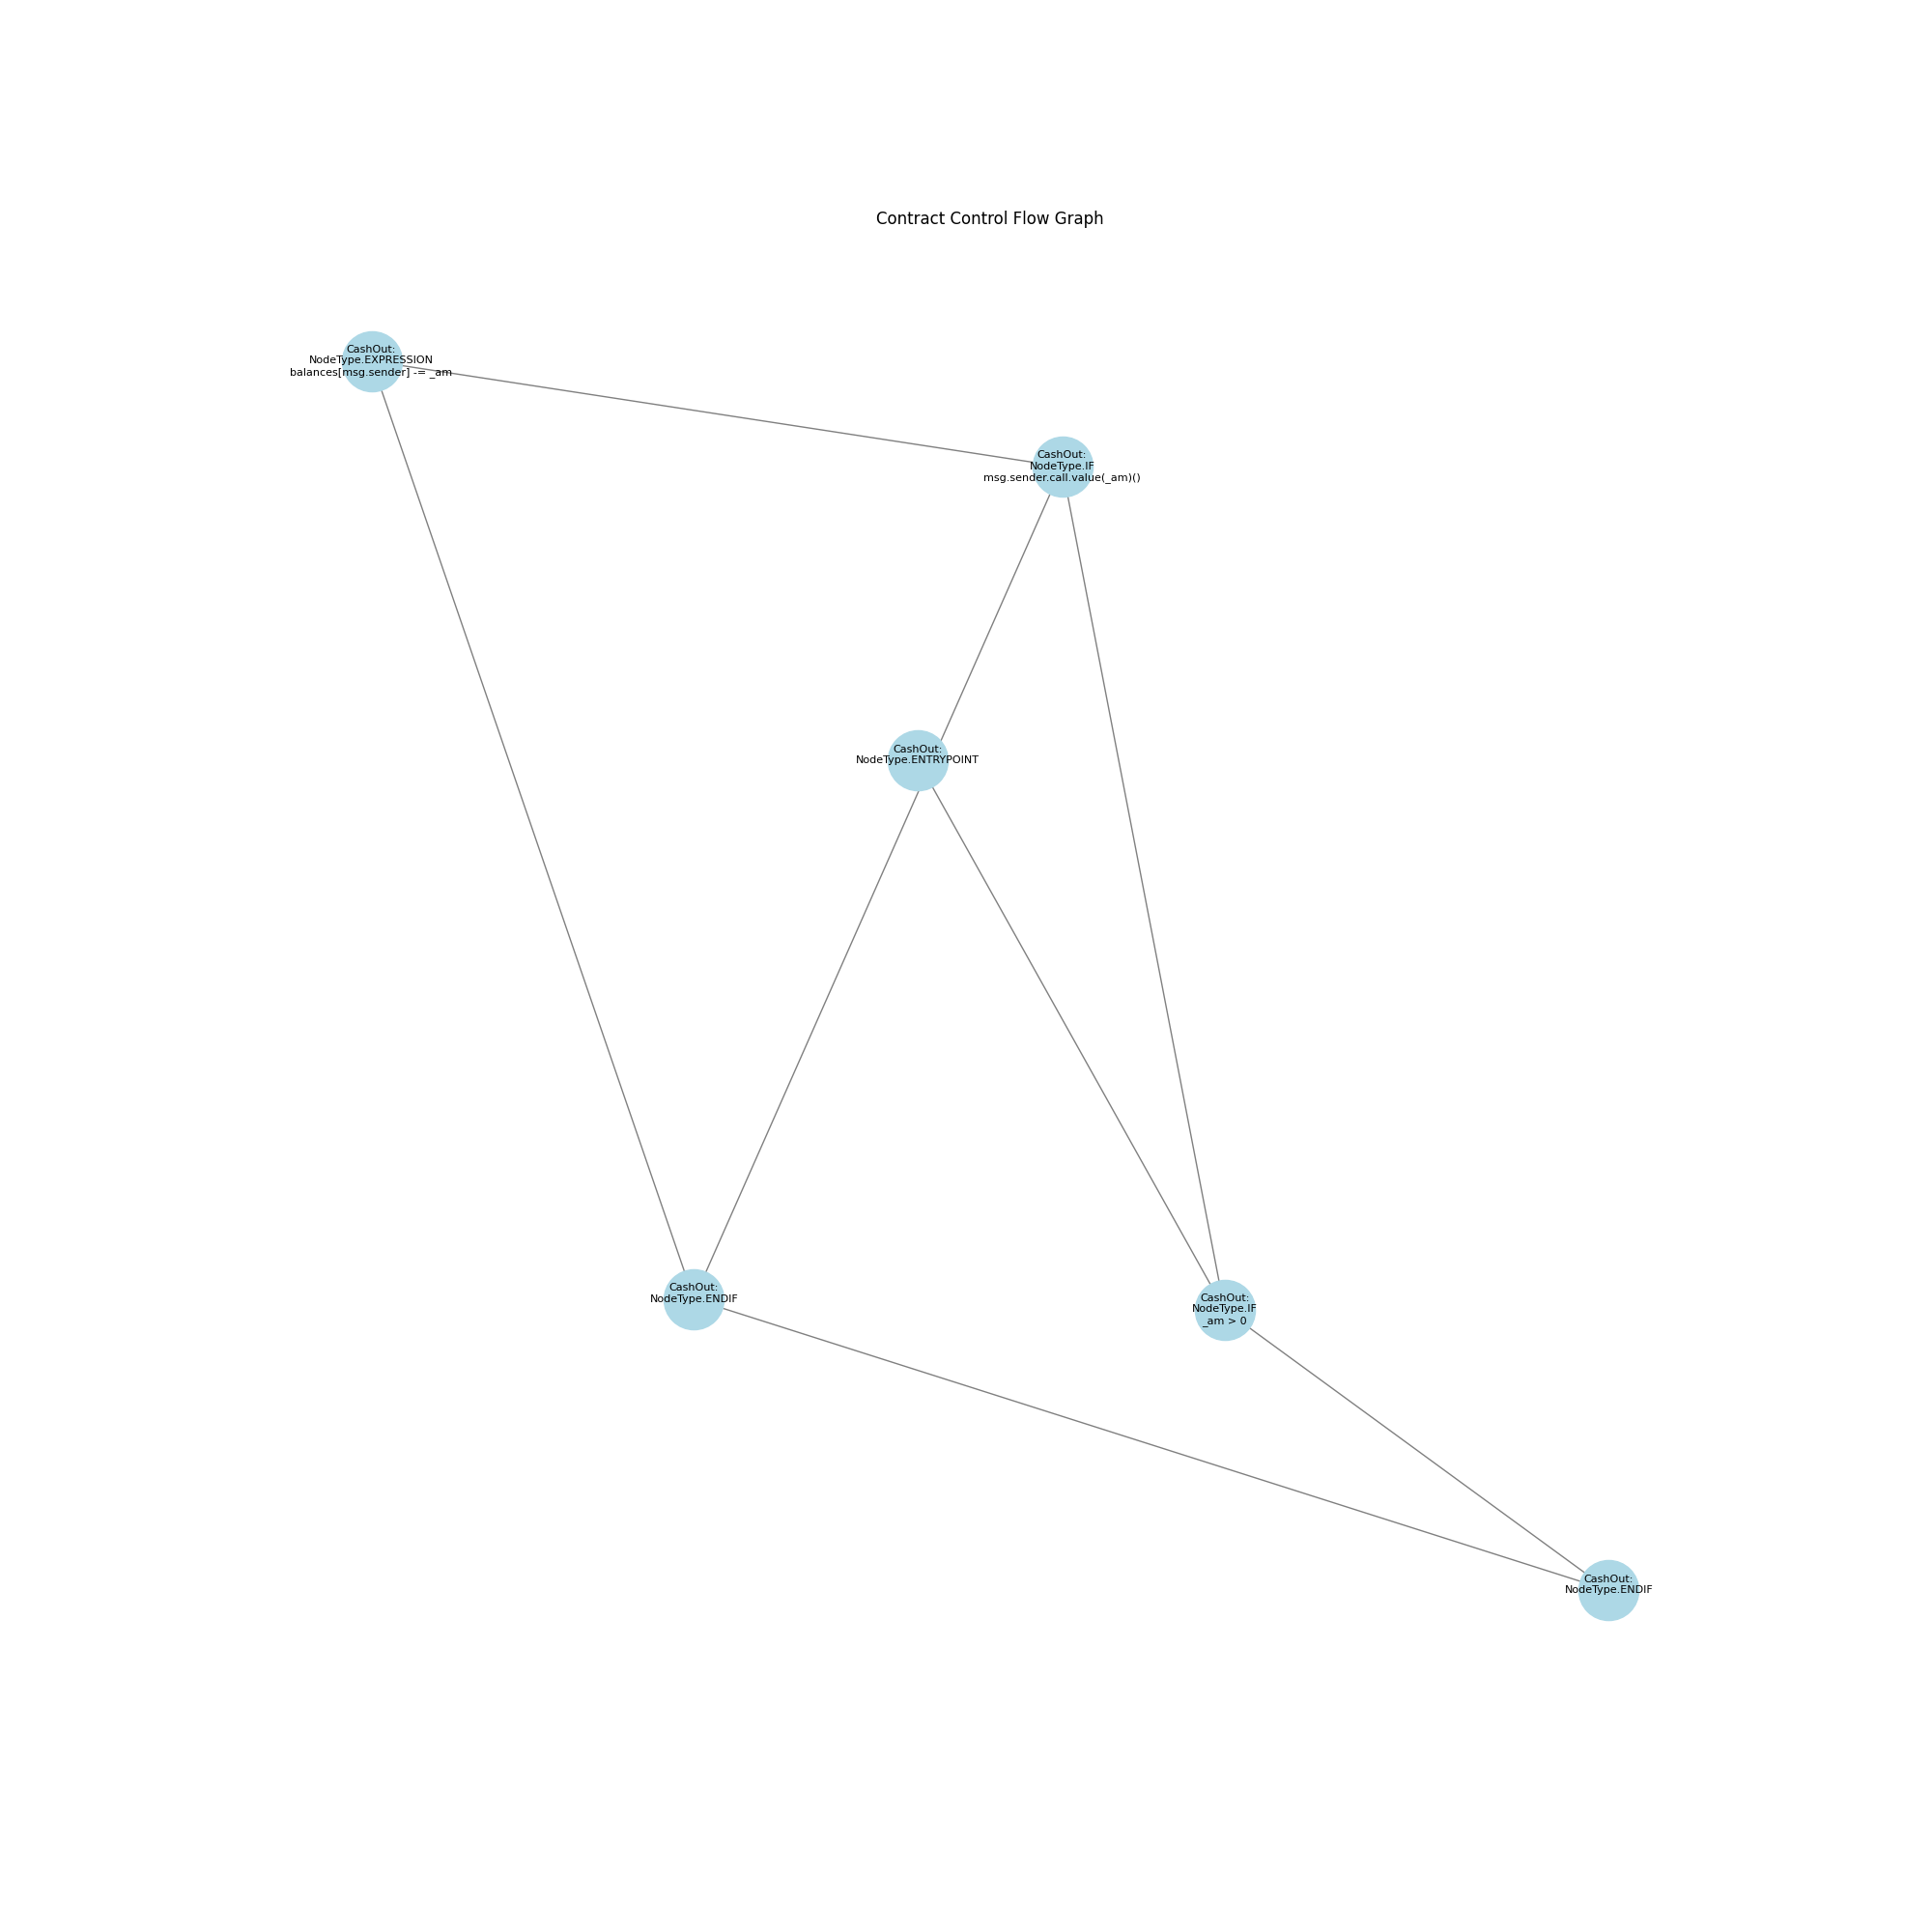 Contract Control Flow Graph
CashOut:
NodeType.EXPRESSION
balances[msg.sender] -= _am
CashOut:
NodeType.IF
msg.sender.call.value(_am)()
CashOut:
NodeType.ENTRYPOINT
CashOut:
NodeType.ENDIF
CashOut:
NodeType.IF
_am > 0
CashOut:
NodeType.ENDIF